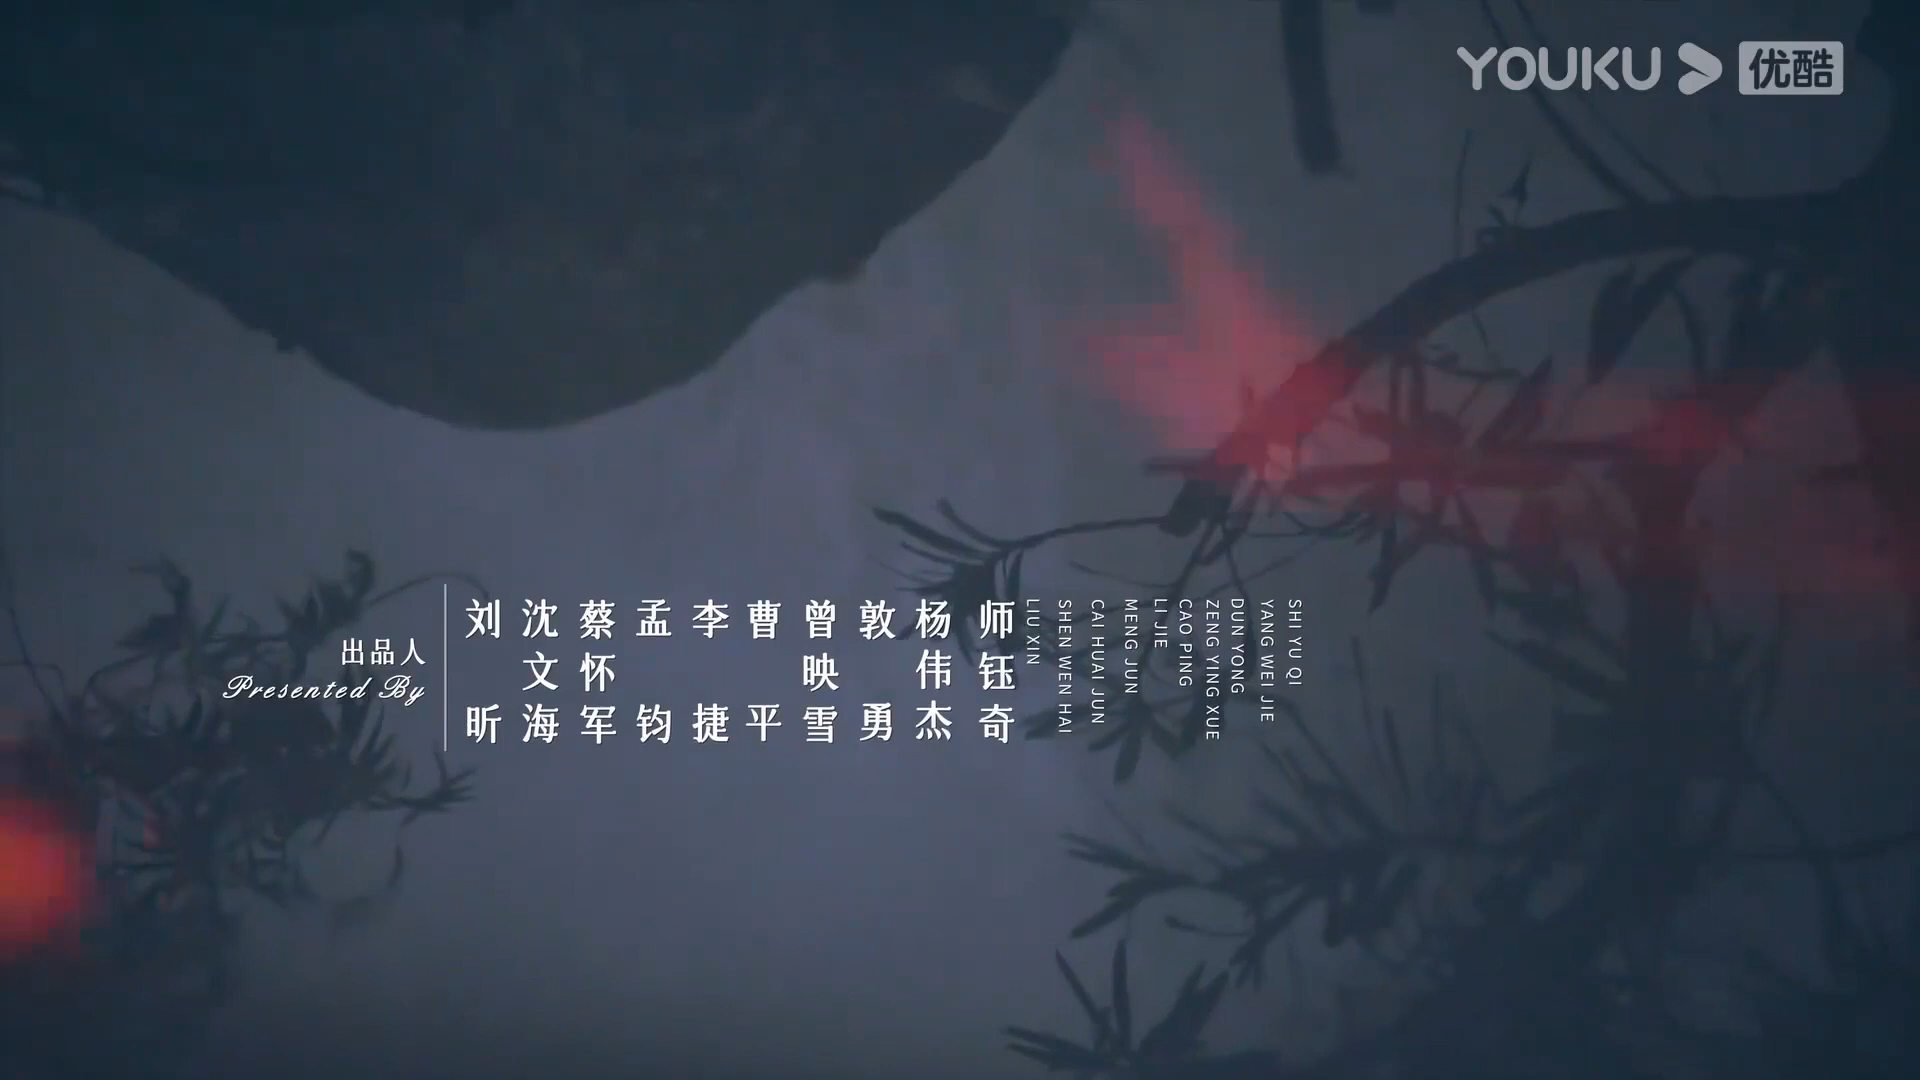 YOUKU 优酷
出品人
Presented By
刘昕
沈文海
蔡怀军
孟钧
李捷
曹平
曾映雪
敦勇
杨伟杰
师钰奇
LIU XIN
SHEN WEN HAI
CAI HUAI JUN
MENG JUN
LI JIE
CAO PING
ZENG YING XUE
DUN YONG
YANG WEI JIE
SHI YU QI